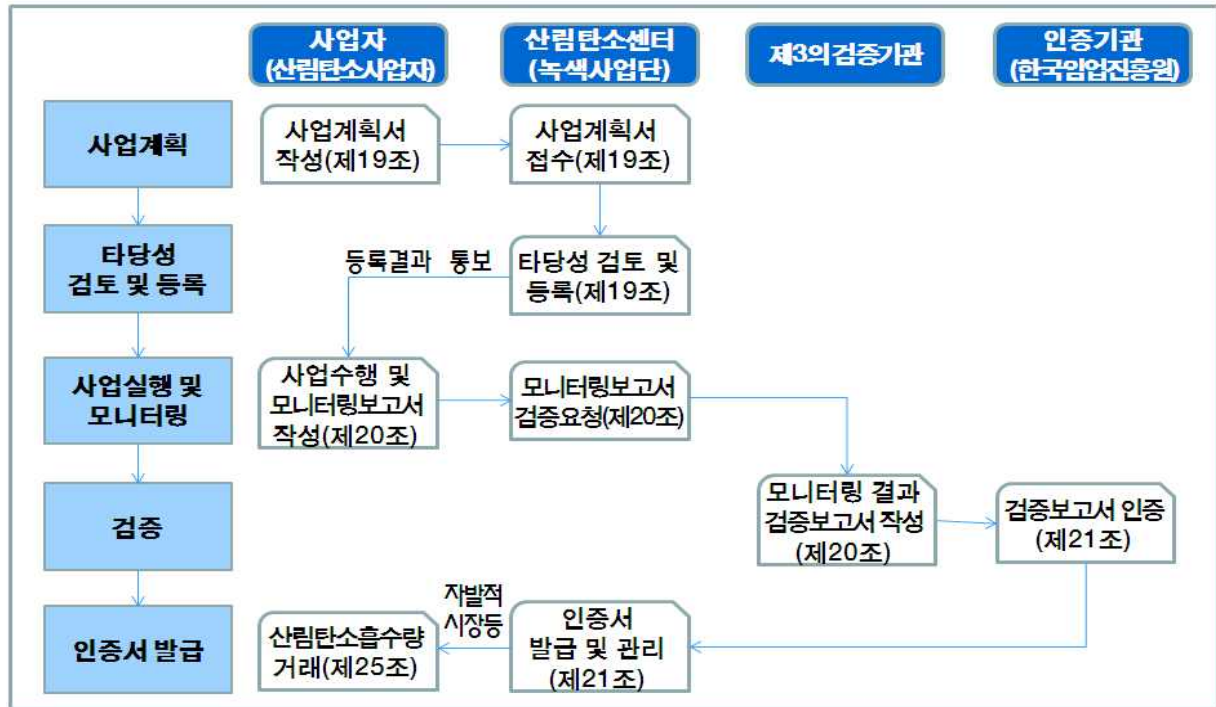 사업자
(산림탄소사업자)
산림탄소센터
(녹색사업단)
제3의 검증기관
인증기관
(한국임업진흥원)
사업계획
사업계획서
작성(제19조)
사업계획서
접수(제19조)
타당성
검토 및 등록
등록결과 통보
타당성 검토 및
등록(제19조)
사업실행 및
모니터링
사업수행 및
모니터링보고서
작성(제20조)
모니터링보고서
검증요청(제20조)
검증
모니터링 결과
검증보고서 작성
(제20조)
검증보고서 인증
(제21조)
인증서 발급
산림탄소흡수량
거래(제25조)
자발적
시장등
인증서
발급 및 관리
(제21조)